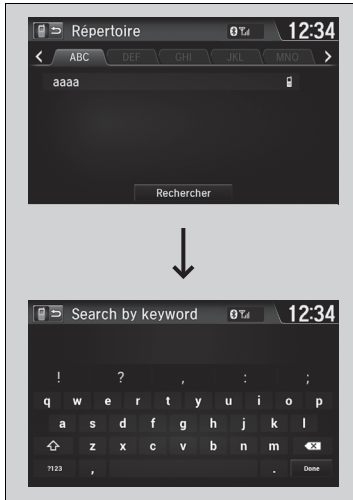 Répertoire 12:34
ABC DEF GHI JKL MNO
aaaa
Rechercher
Search by keyword 12:34
! ? , : ;
q w e r t y u i o p
a s d f g h j k l
z x c v b n m
?123 , . Done